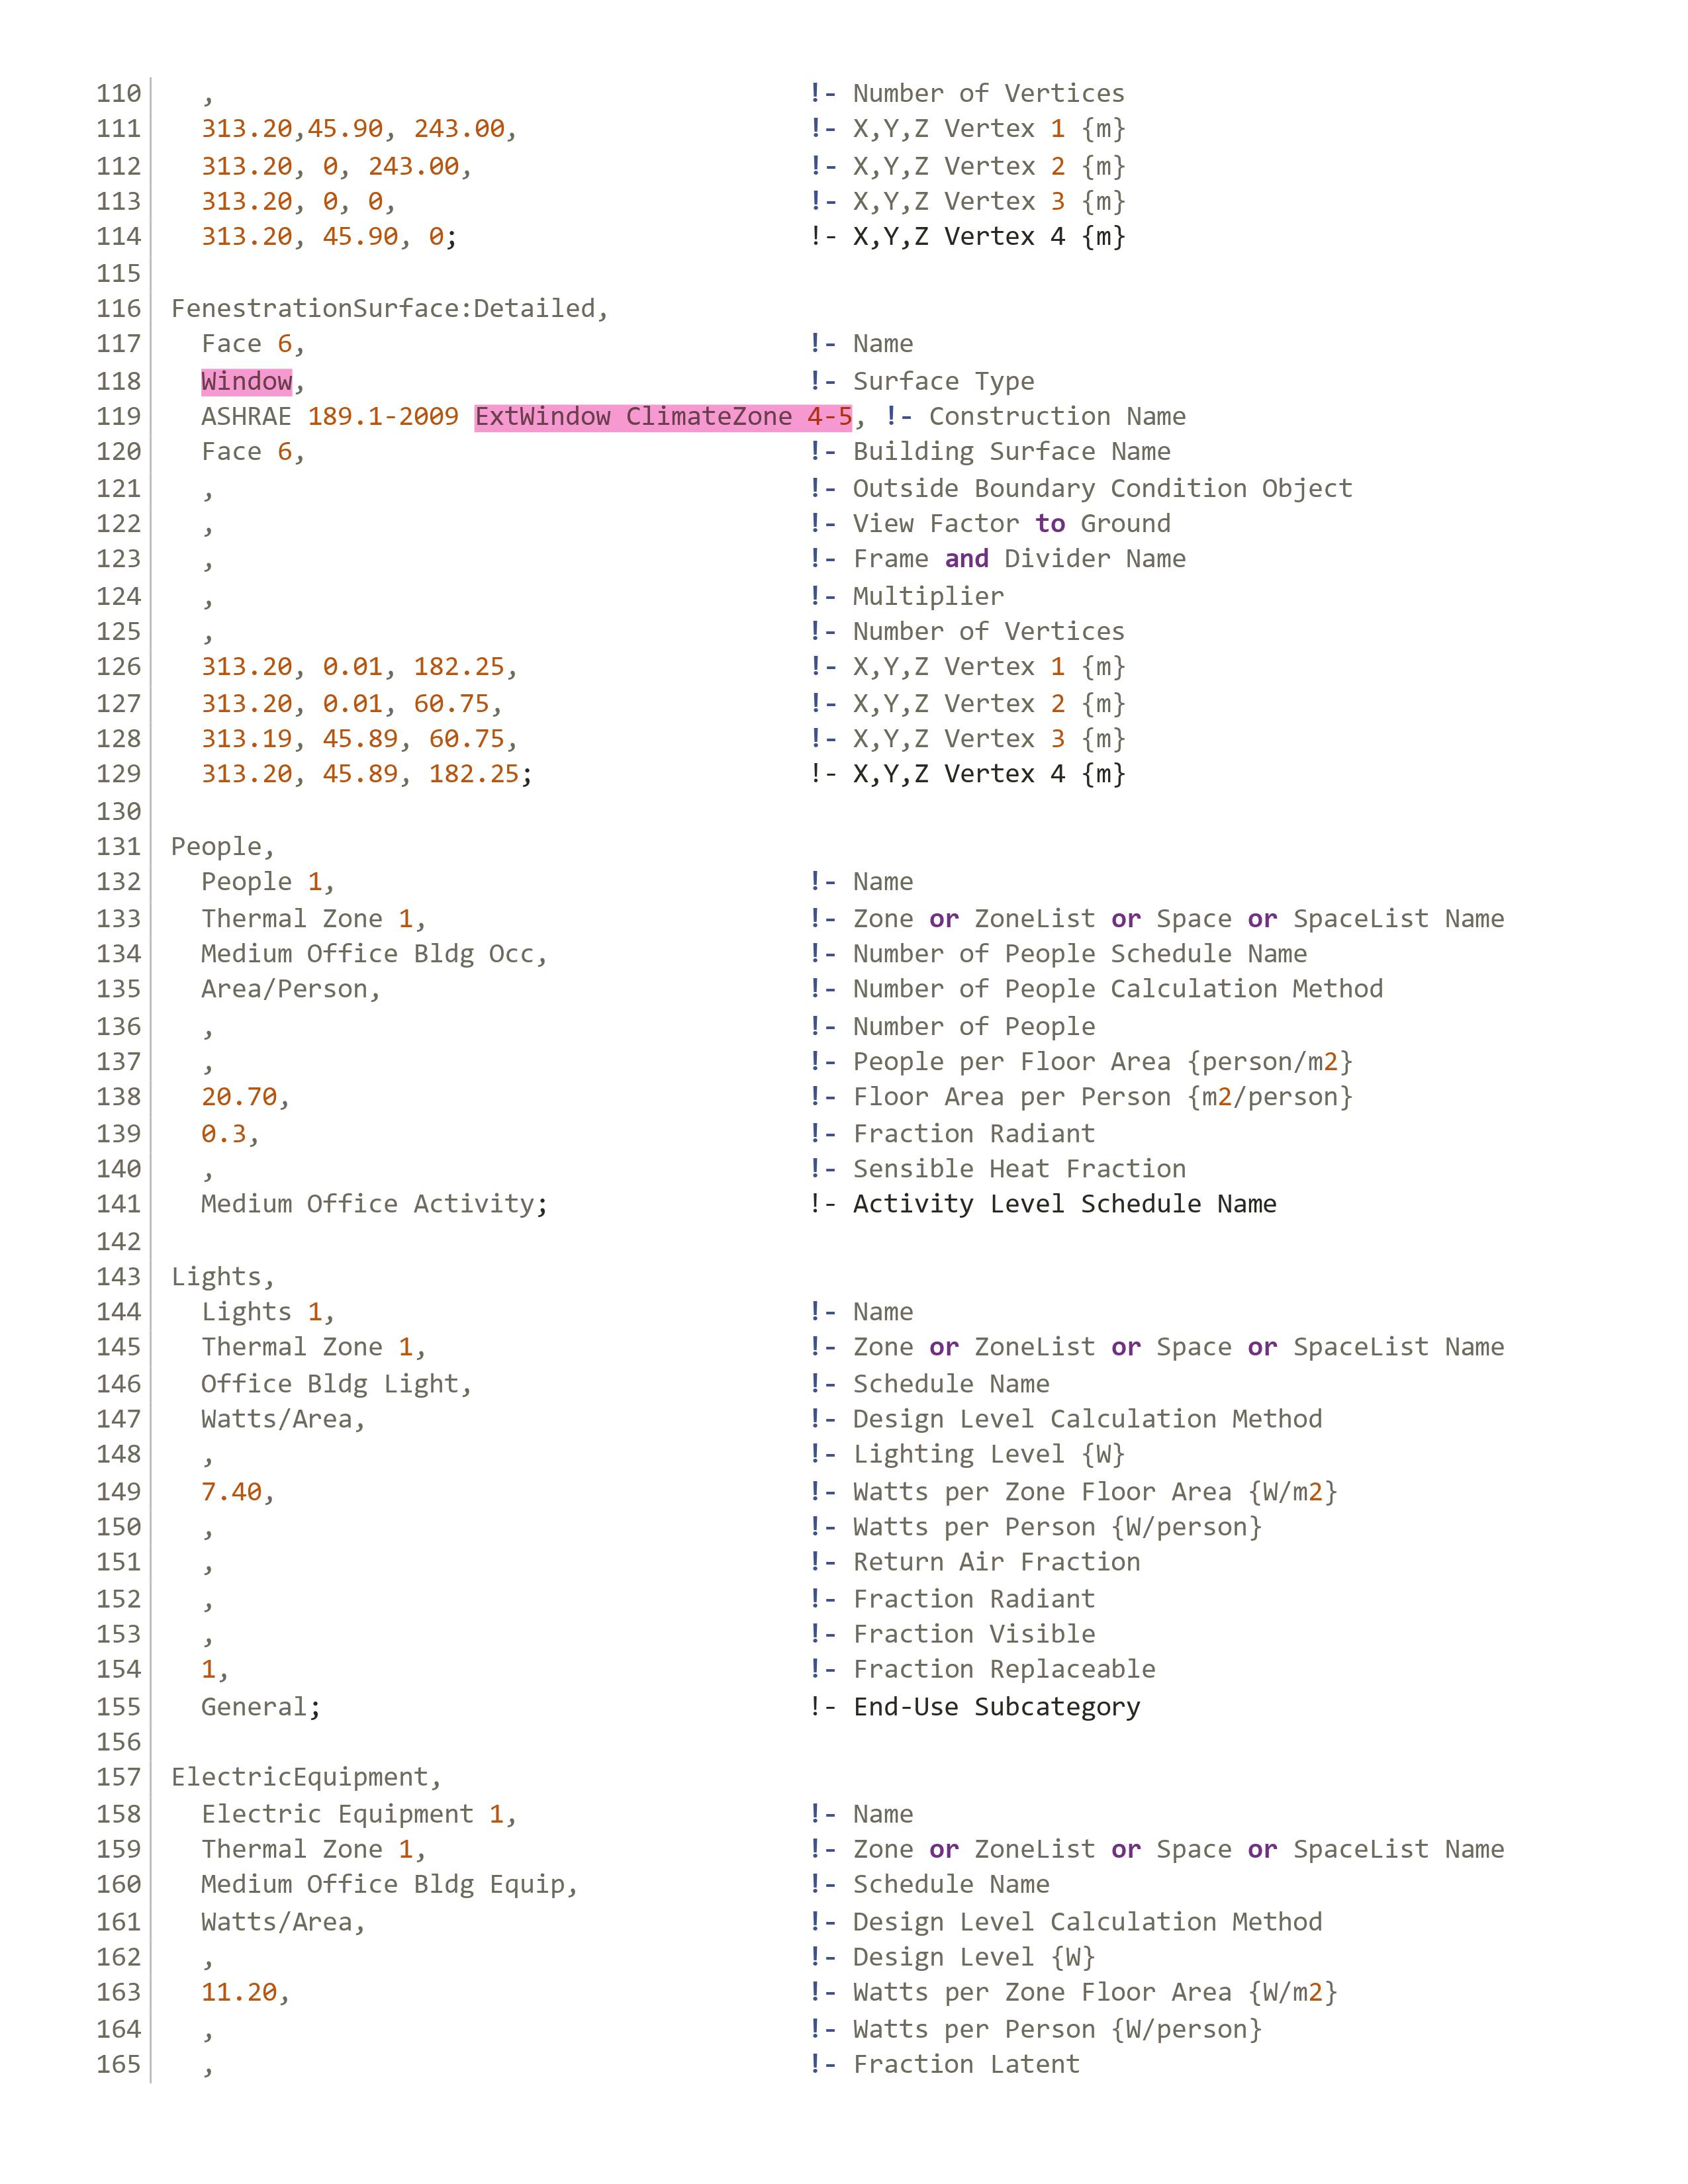 110   ,                                       !- Number of Vertices
111   313.20,45.90, 243.00,                   !- X,Y,Z Vertex 1 {m}
112   313.20, 0, 243.00,                      !- X,Y,Z Vertex 2 {m}
113   313.20, 0, 0,                           !- X,Y,Z Vertex 3 {m}
114   313.20, 45.90, 0;                       !- X,Y,Z Vertex 4 {m}
115
116 FenestrationSurface:Detailed,
117   Face 6,                                 !- Name
118   Window,                                 !- Surface Type
119   ASHRAE 189.1-2009 ExtWindow ClimateZone 4-5, !- Construction Name
120   Face 6,                                 !- Building Surface Name
121   ,                                       !- Outside Boundary Condition Object
122   ,                                       !- View Factor to Ground
123   ,                                       !- Frame and Divider Name
124   ,                                       !- Multiplier
125   ,                                       !- Number of Vertices
126   313.20, 0.01, 182.25,                   !- X,Y,Z Vertex 1 {m}
127   313.20, 0.01, 60.75,                    !- X,Y,Z Vertex 2 {m}
128   313.19, 45.89, 60.75,                   !- X,Y,Z Vertex 3 {m}
129   313.20, 45.89, 182.25;                  !- X,Y,Z Vertex 4 {m}
130
131 People,
132   People 1,                               !- Name
133   Thermal Zone 1,                         !- Zone or ZoneList or Space or SpaceList Name
134   Medium Office Bldg Occ,                 !- Number of People Schedule Name
135   Area/Person,                            !- Number of People Calculation Method
136   ,                                       !- Number of People
137   ,                                       !- People per Floor Area {person/m2}
138   20.70,                                  !- Floor Area per Person {m2/person}
139   0.3,                                    !- Fraction Radiant
140   ,                                       !- Sensible Heat Fraction
141   Medium Office Activity;                 !- Activity Level Schedule Name
142
143 Lights,
144   Lights 1,                               !- Name
145   Thermal Zone 1,                         !- Zone or ZoneList or Space or SpaceList Name
146   Office Bldg Light,                      !- Schedule Name
147   Watts/Area,                             !- Design Level Calculation Method
148   ,                                       !- Lighting Level {W}
149   7.40,                                   !- Watts per Zone Floor Area {W/m2}
150   ,                                       !- Watts per Person {W/person}
151   ,                                       !- Return Air Fraction
152   ,                                       !- Fraction Radiant
153   ,                                       !- Fraction Visible
154   1,                                      !- Fraction Replaceable
155   General;                                !- End-Use Subcategory
156
157 ElectricEquipment,
158   Electric Equipment 1,                   !- Name
159   Thermal Zone 1,                         !- Zone or ZoneList or Space or SpaceList Name
160   Medium Office Bldg Equip,               !- Schedule Name
161   Watts/Area,                             !- Design Level Calculation Method
162   ,                                       !- Design Level {W}
163   11.20,                                  !- Watts per Zone Floor Area {W/m2}
164   ,                                       !- Watts per Person {W/person}
165   ,                                       !- Fraction Latent